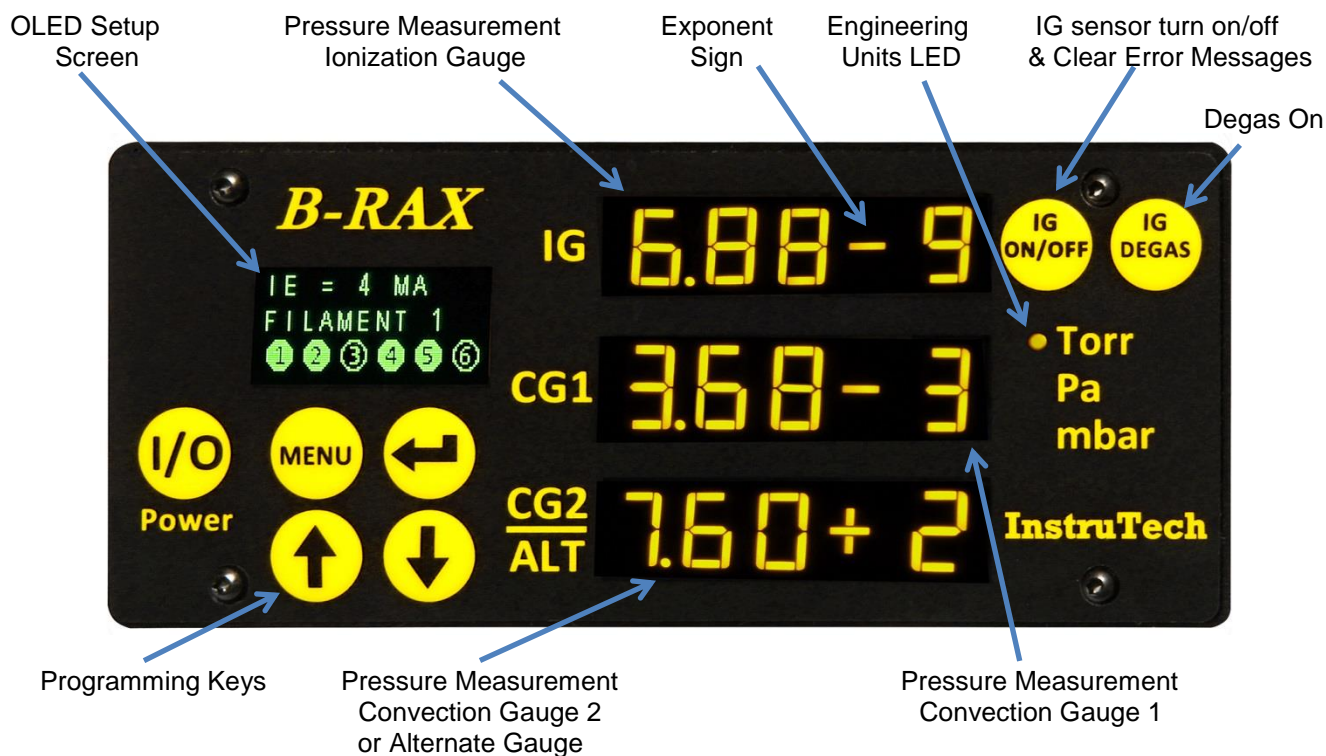 OLED Setup
Screen
Pressure Measurement
Ionization Gauge
Exponent
Sign
Engineering
Units LED
IG sensor turn on/off
& Clear Error Messages
Degas On
B-RAX
IE = 4 MA
FILAMENT 1
1 2 3 4 5 6
I/O
Power
MENU
IG
6.88 - 9
IG
ON/OFF
IG
DEGAS
CG1
3.68 - 3
Torr
Pa
mbar
CG2
ALT
7.60 + 2
InstruTech
Programming Keys
Pressure Measurement
Convection Gauge 2
or Alternate Gauge
Pressure Measurement
Convection Gauge 1